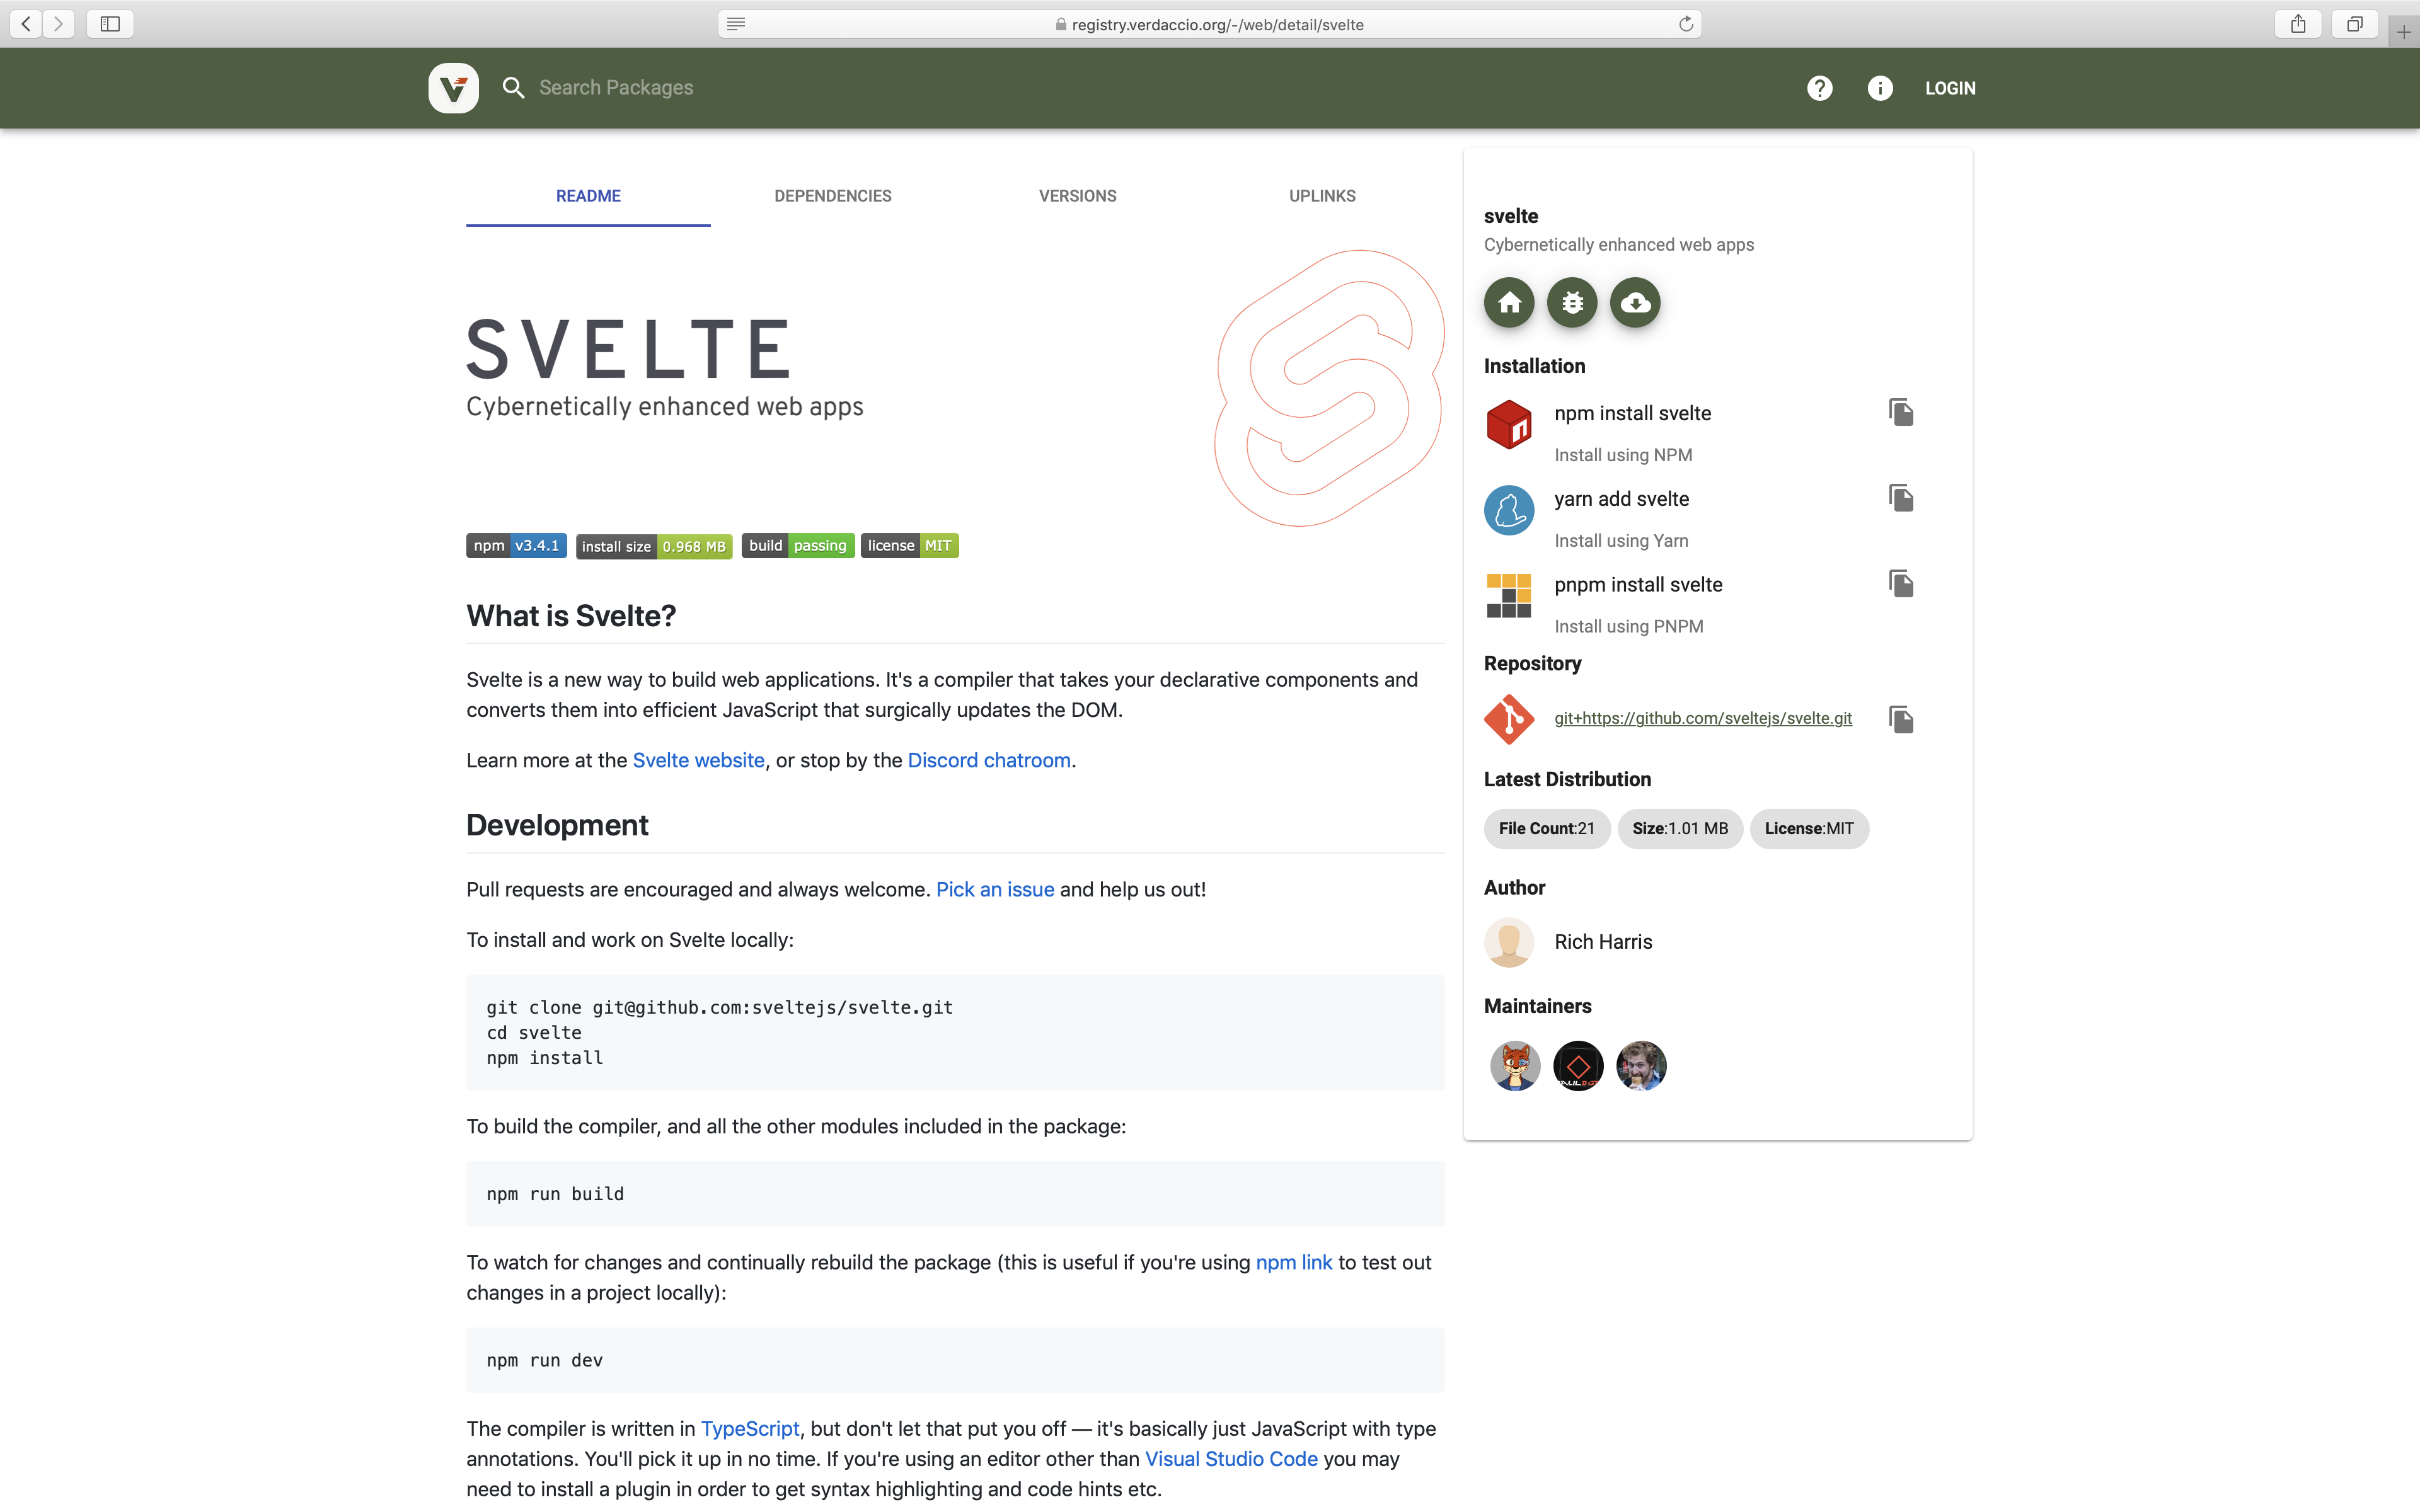 registry.verdaccio.org/-/web/detail/svelte
Search Packages
LOGIN
README
DEPENDENCIES
VERSIONS
UPLINKS
SVELTE
Cybernetically enhanced web apps
npm v3.4.1
install size 0.968 MB
build passing
license MIT
What is Svelte?
Svelte is a new way to build web applications. It's a compiler that takes your declarative components and
converts them into efficient JavaScript that surgically updates the DOM.
Learn more at the Svelte website, or stop by the Discord chatroom.
Development
Pull requests are encouraged and always welcome. Pick an issue and help us out!
To install and work on Svelte locally:
git clone git@github.com:sveltejs/svelte.git
cd svelte
npm install
To build the compiler, and all the other modules included in the package:
npm run build
To watch for changes and continually rebuild the package (this is useful if you're using npm link to test out
changes in a project locally):
npm run dev
The compiler is written in TypeScript, but don't let that put you off — it's basically just JavaScript with type
annotations. You'll pick it up in no time. If you're using an editor other than Visual Studio Code you may
need to install a plugin in order to get syntax highlighting and code hints etc.
svelte
Cybernetically enhanced web apps
Installation
npm install svelte
Install using NPM
yarn add svelte
Install using Yarn
pnpm install svelte
Install using PNPM
Repository
git+https://github.com/sveltejs/svelte.git
Latest Distribution
File Count:21
Size:1.01 MB
License:MIT
Author
Rich Harris
Maintainers